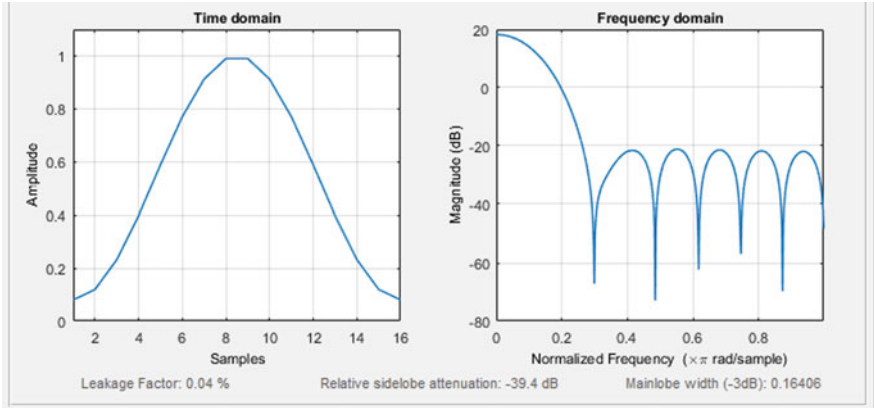 Time domain
Amplitude
1
0.8
0.6
0.4
0.2
0
2 4 6 8 10 12 14 16
Samples
Frequency domain
Magnitude (dB)
20
0
-20
-40
-60
-80
0 0.2 0.4 0.6 0.8
Normalized Frequency (×π rad/sample)
Leakage Factor: 0.04 %
Relative sidelobe attenuation: -39.4 dB
Mainlobe width (-3dB): 0.16406